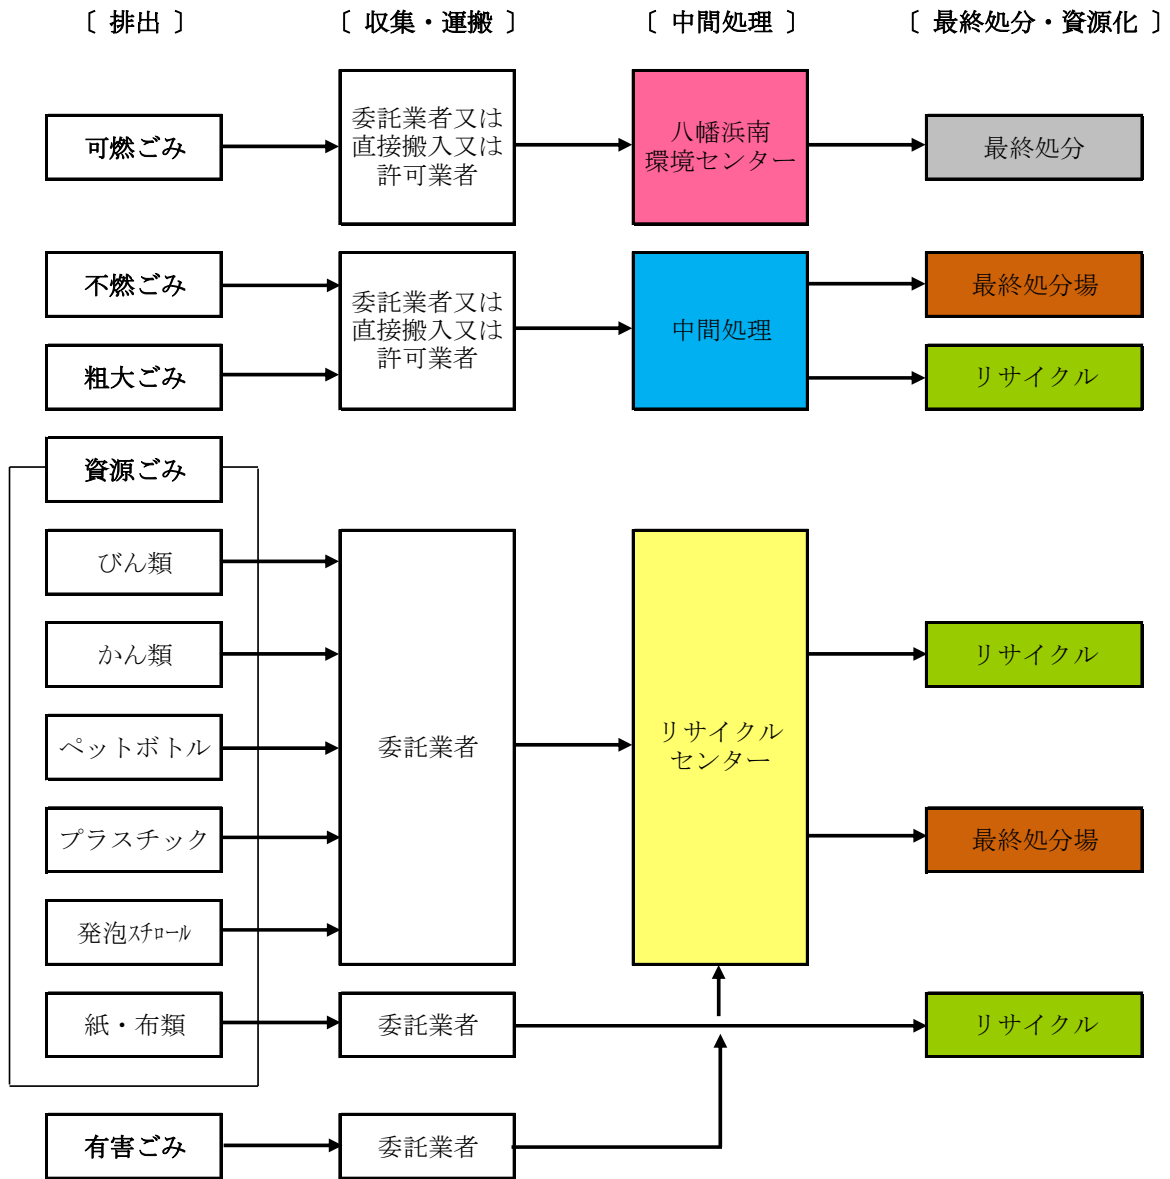 〔 排出 〕
〔 収集・運搬 〕
〔 中間処理 〕
〔 最終処分・資源化 〕
可燃ごみ
委託業者又は
直接搬入又は
許可業者
八幡浜南
環境センター
最終処分
不燃ごみ
粗大ごみ
委託業者又は
直接搬入又は
許可業者
中間処理
最終処分場
リサイクル
資源ごみ
びん類
かん類
ペットボトル
プラスチック
発泡ｽﾁﾛｰﾙ
委託業者
リサイクル
センター
リサイクル
最終処分場
紙・布類
委託業者
リサイクル
有害ごみ
委託業者